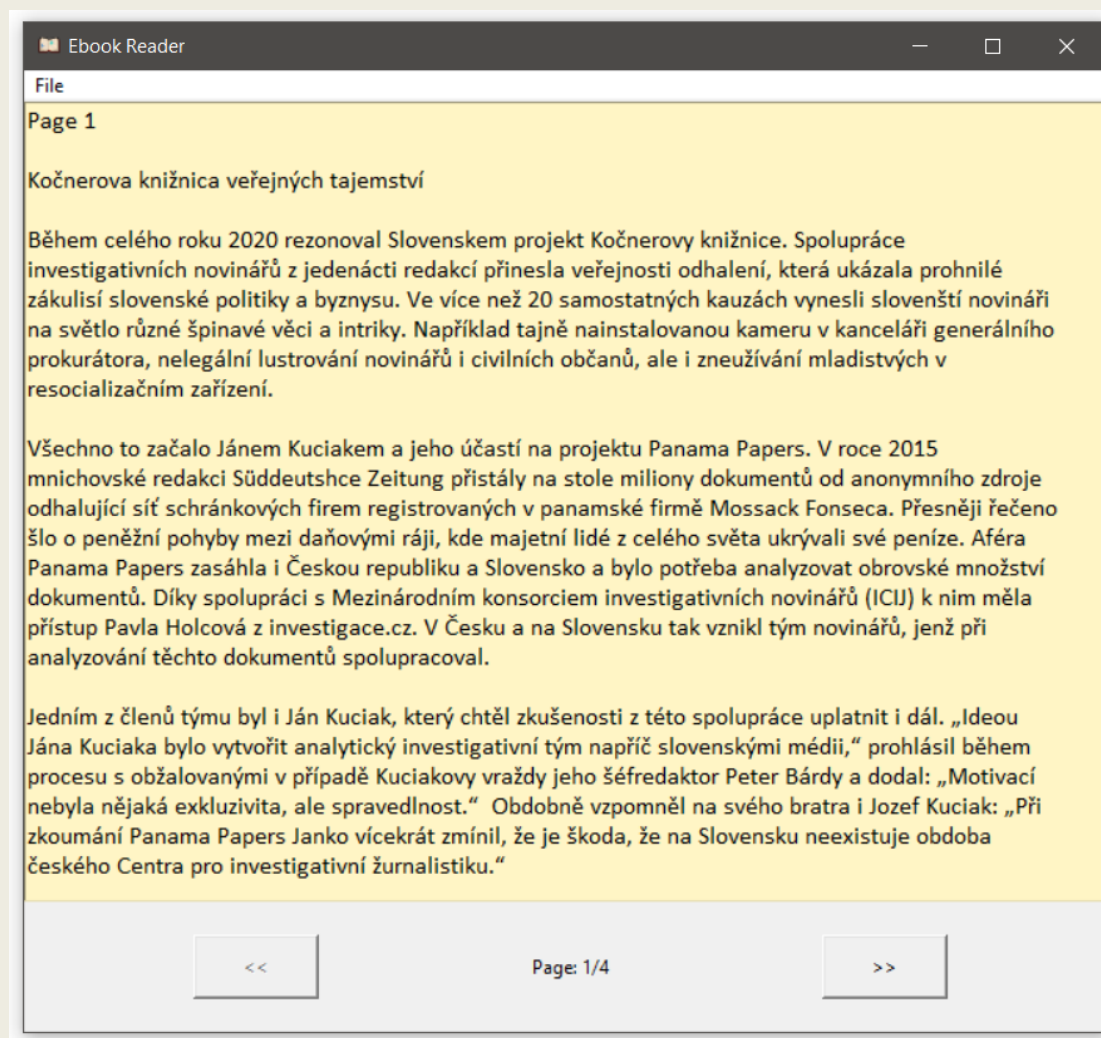 Ebook Reader
File
Page 1
Kočnerova knižnica veřejných tajemství
Během celého roku 2020 rezonoval Slovenskem projekt Kočnerovy knižnice. Spolupráce
investigativních novinářů z jedenácti redakcí přinesla veřejnosti odhalení, která ukázala prohnilé
zákulisí slovenské politiky a byznysu. Ve více než 20 samostatných kauzách vynesli slovenští novináři
na světlo různé špinavé věci a intriky. Například tajně nainstalovanou kameru v kanceláři generálního
prokurátora, nelegální lustrování novinářů i civilních občanů, ale i zneužívání mladistvých v
resocializačním zařízení.
Všechno to začalo Jánem Kuciakem a jeho účastí na projektu Panama Papers. V roce 2015
mnichovské redakci Süddeutshce Zeitung přistály na stole miliony dokumentů od anonymního zdroje
odhalující síť schránkových firem registrovaných v panamské firmě Mossack Fonseca. Přesněji řečeno
šlo o peněžní pohyby mezi daňovými ráji, kde majetní lidé z celého světa ukrývali své peníze. Aféra
Panama Papers zasáhla i Českou republiku a Slovensko a bylo potřeba analyzovat obrovské množství
dokumentů. Díky spolupráci s Mezinárodním konsorciem investigativních novinářů (ICIJ) k nim měla
přístup Pavla Holcová z investigace.cz. V Česku a na Slovensku tak vznikl tým novinářů, jenž při
analyzování těchto dokumentů spolupracoval.
Jedním z členů týmu byl i Ján Kuciak, který chtěl zkušenosti z této spolupráce uplatnit i dál. „Ideou
Jána Kuciaka bylo vytvořit analytický investigativní tým napříč slovenskými médii,“ prohlásil během
procesu s obžalovanými v případě Kuciakovy vraždy jeho šéfredaktor Peter Bárdy a dodal: „Motivací
nebyla nějaká exkluzivita, ale spravedlnost.“  Obdobně vzpomněl na svého bratra i Jozef Kuciak: „Při
zkoumání Panama Papers Janko vícekrát zmínil, že je škoda, že na Slovensku neexistuje obdoba
českého Centra pro investigativní žurnalistiku.“
<< Page: 1/4 >>